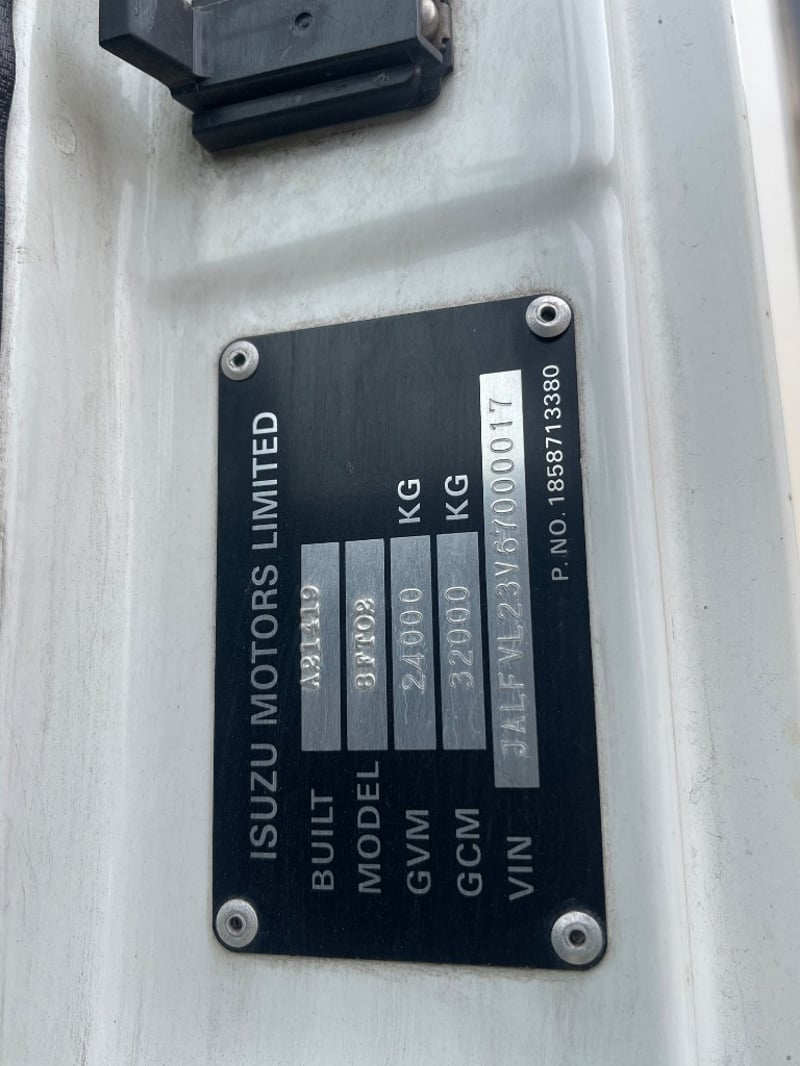 ISUZU MOTORS LIMITED
BUILT A21419
MODEL 8FT02
GVM 24000 KG
GCM 32000 KG
VIN JALFVL23V67000017
P. NO. 1858713380